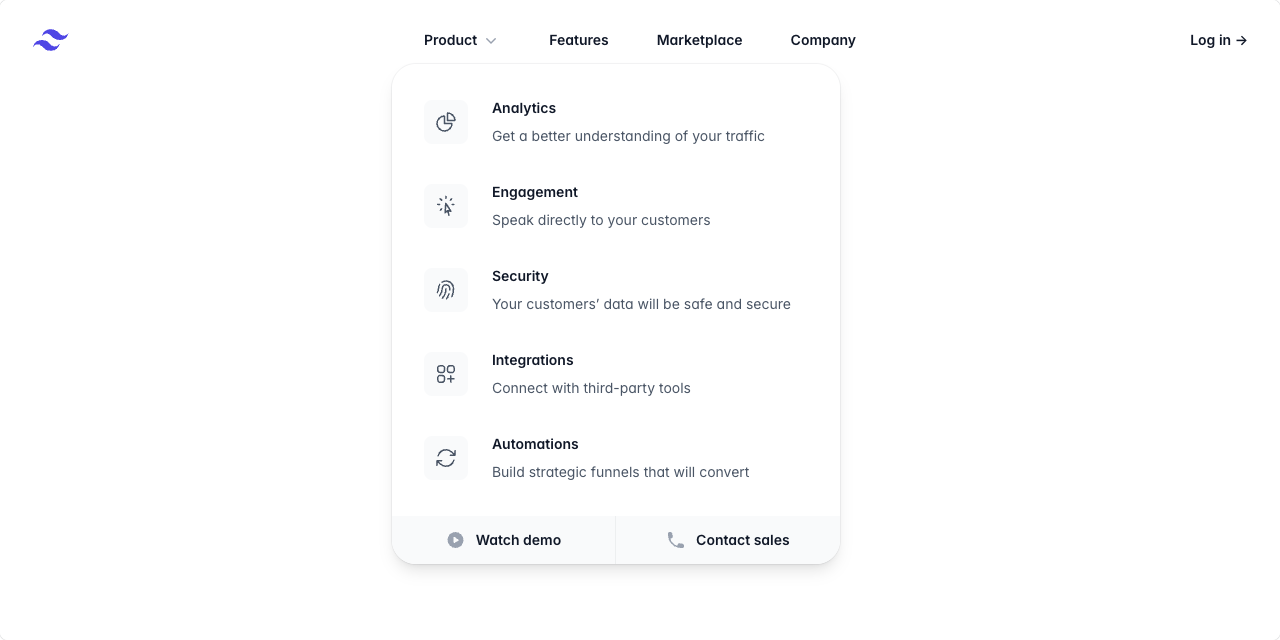 Product
Features
Marketplace
Company
Log in →
Analytics
Get a better understanding of your traffic
Engagement
Speak directly to your customers
Security
Your customers’ data will be safe and secure
Integrations
Connect with third-party tools
Automations
Build strategic funnels that will convert
Watch demo
Contact sales